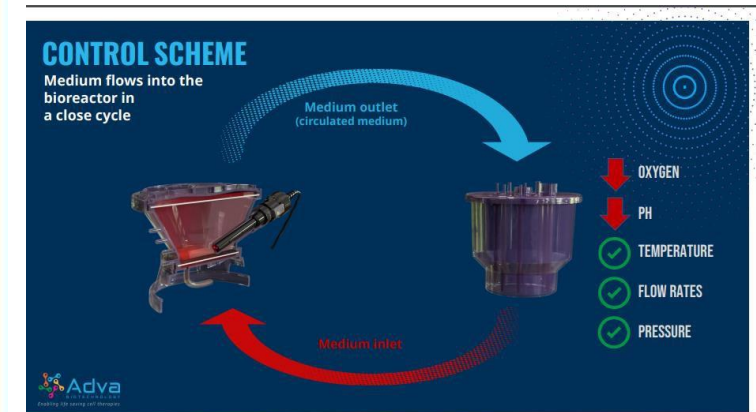 CONTROL SCHEME
Medium flows into the
bioreactor in
a close cycle
Medium outlet
(circulated medium)
OXYGEN
PH
TEMPERATURE
FLOW RATES
PRESSURE
Medium inlet
Adva
BIOTECHNOLOGY
Enabling life saving cell therapies